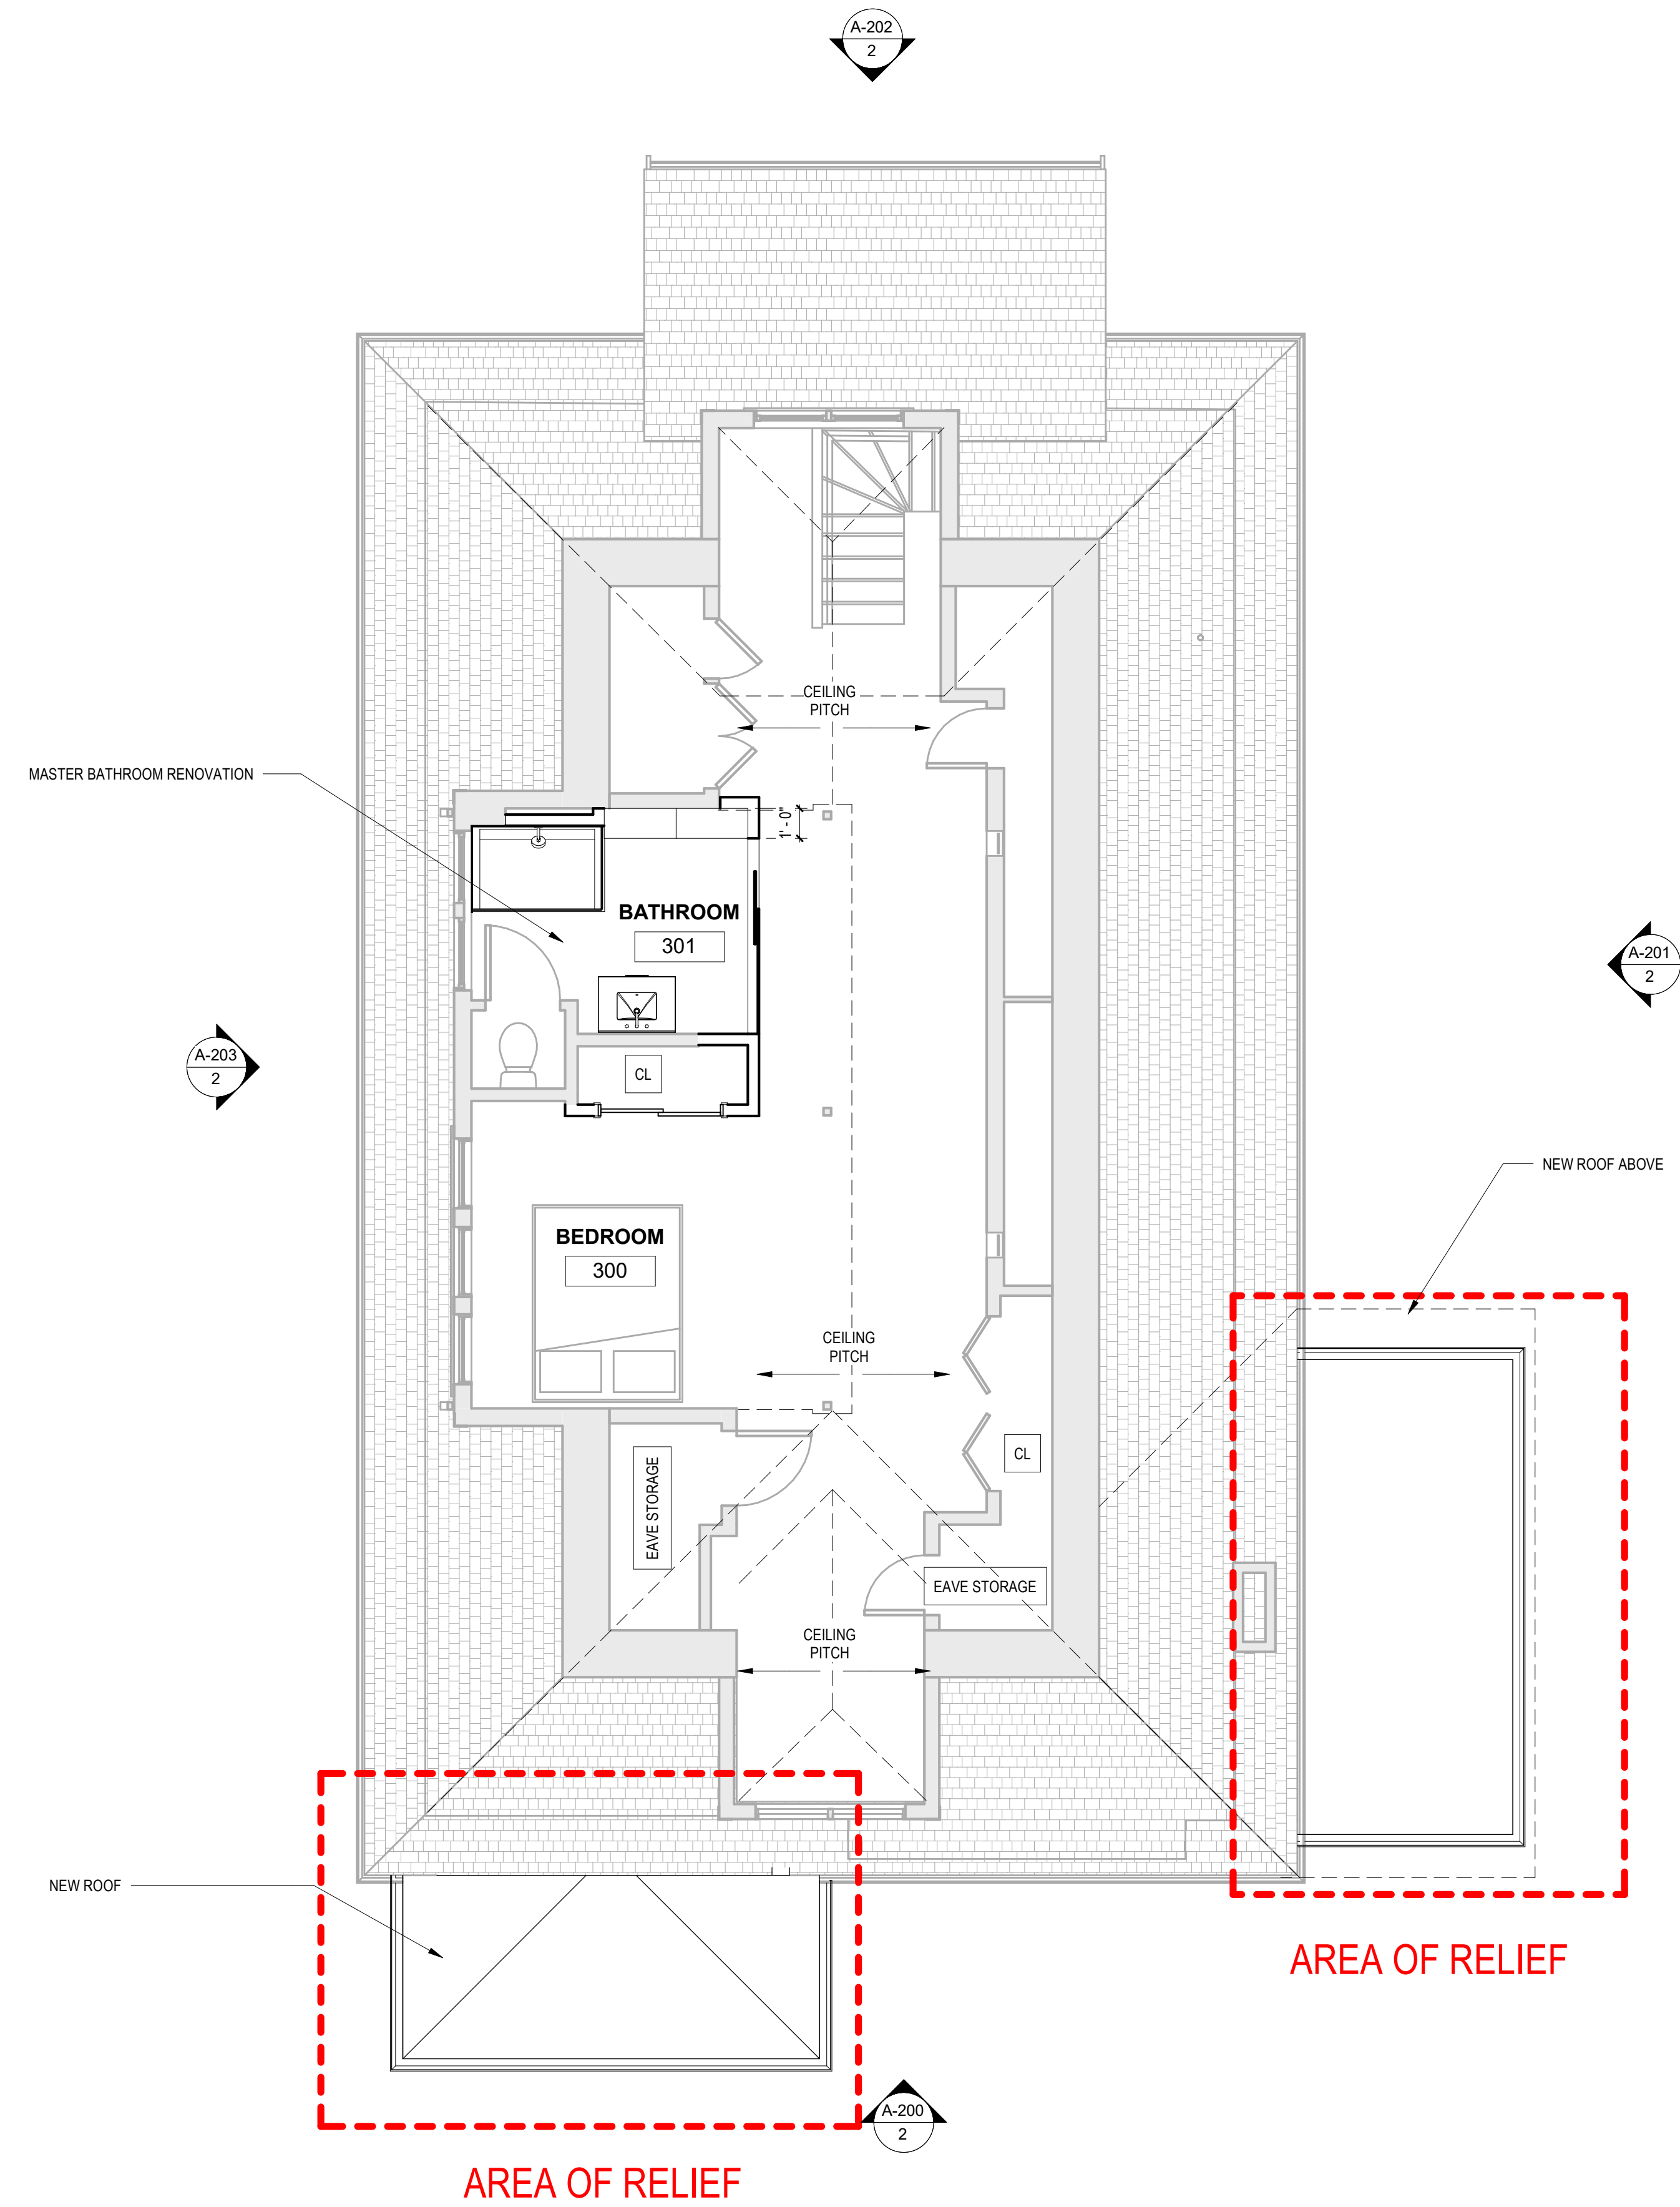 A-202
2
CEILING
PITCH
MASTER BATHROOM RENOVATION
1' - 0"
BATHROOM
301
A-201
2
A-203
2
CL
NEW ROOF ABOVE
BEDROOM
300
CEILING
PITCH
CL
EAVE STORAGE
EAVE STORAGE
CEILING
PITCH
NEW ROOF
AREA OF RELIEF
A-200
2
AREA OF RELIEF